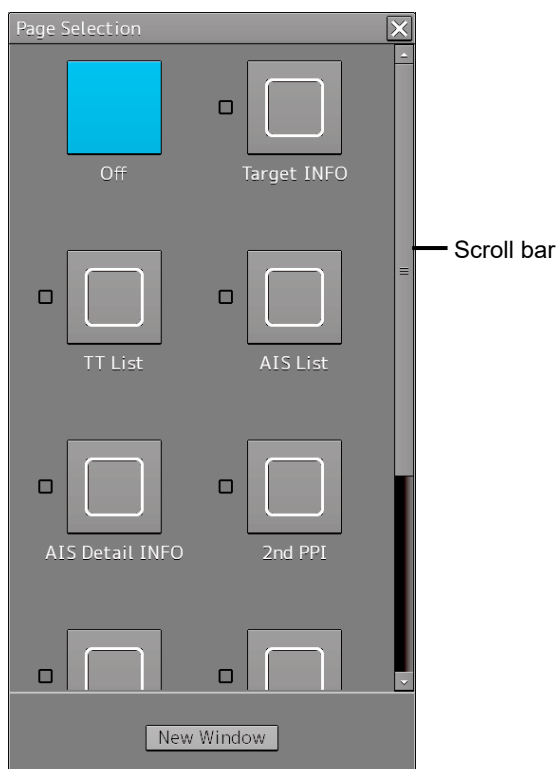 Page Selection
Off
Target INFO
Scroll bar
TT List
AIS List
AIS Detail INFO
2nd PPI
New Window